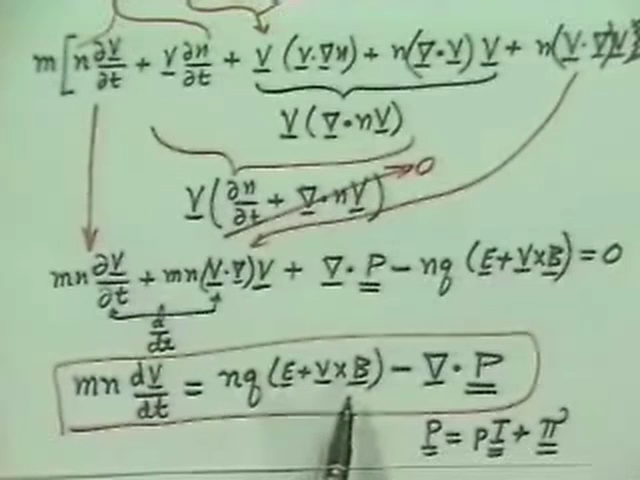 m[n ∂V/∂t + V ∂n/∂t + V (V·∇n) + n(∇·V) V + n(V·∇)V]
V(∇·nV)
V(∂n/∂t + ∇·nV) → 0
mn ∂V/∂t + mn(V·∇)V + ∇·P − nq (E+V×B) = 0
d/dt
mn dV/dt = nq (E+V×B) − ∇·P
P = pI + π